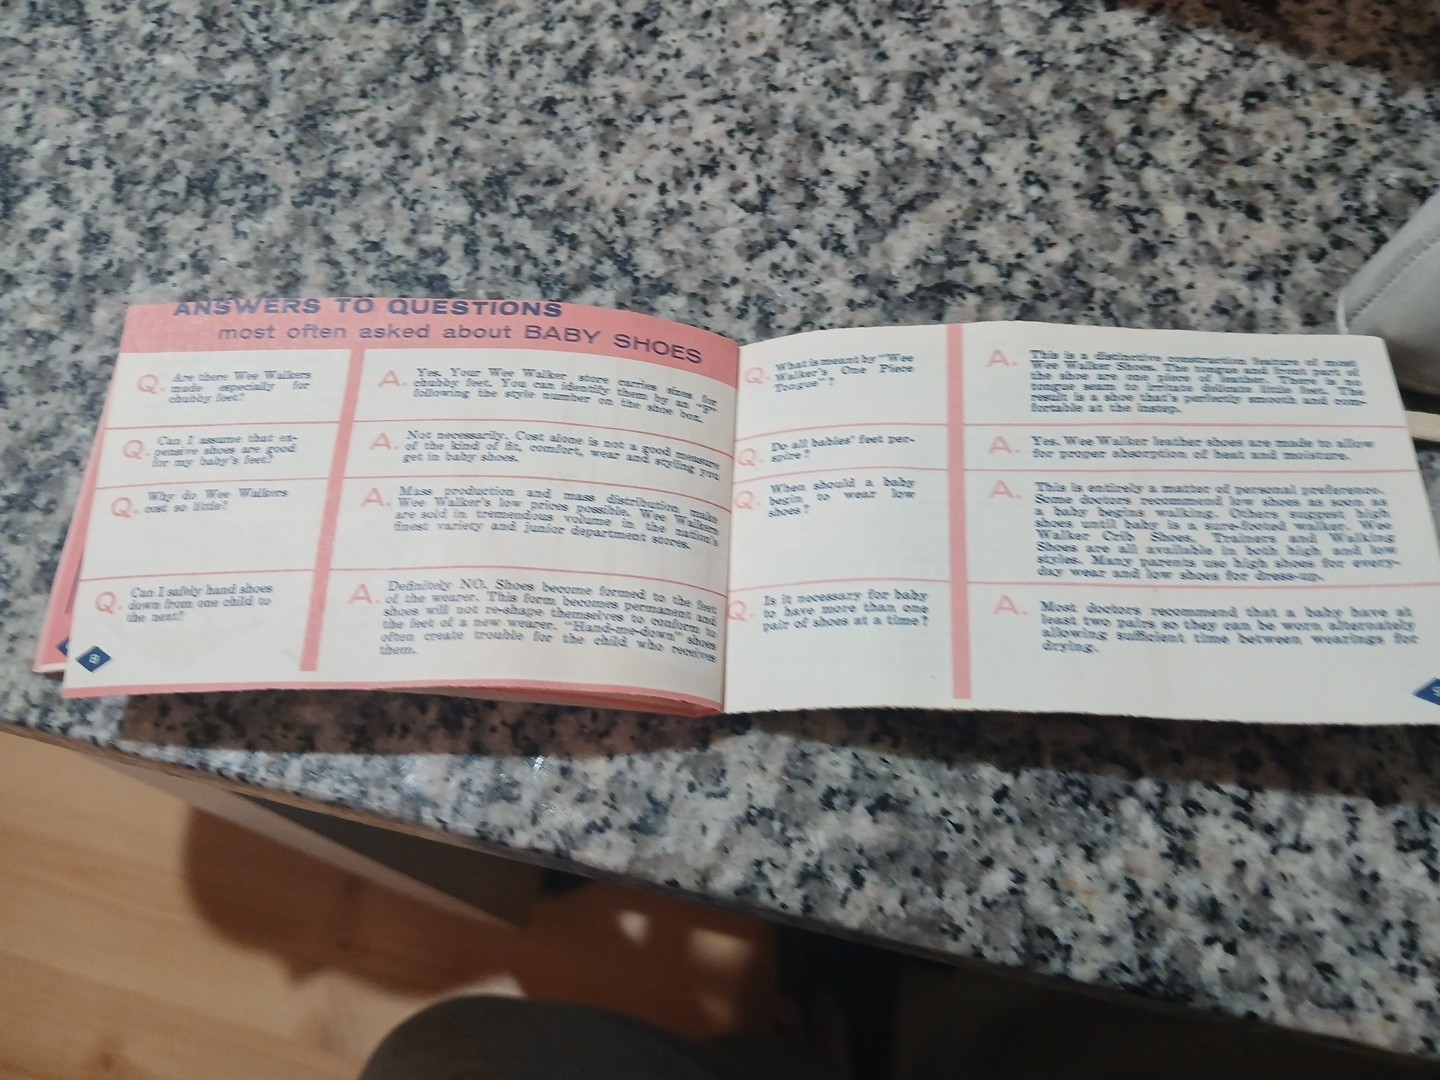 ANSWERS TO QUESTIONS
most often asked about BABY SHOES
Q. Are there Wee Walkers
made especially for
chubby feet?
A. Yes. Your Wee Walker store carries sizes for
chubby feet. You can identify them by an "F"
following the style number on the shoe box.
Q. Can I assume that ex-
pensive shoes are good
for my baby's feet?
A. Not necessarily. Cost alone is not a good measure
of the kind of fit, comfort, wear and styling you
get in baby shoes.
Q. Why do Wee Walkers
cost so little?
A. Mass production and mass distribution make
Wee Walker's low prices possible. Wee Walkers
are sold in tremendous volume in the nation's
finest variety and junior department stores.
Q. Can I safely hand shoes
down from one child to
the next?
A. Definitely NO. Shoes become formed to the feet
of the wearer. This form becomes permanent and
shoes will not re-shape themselves to conform to
the feet of a new wearer. "Hand-me-down" shoes
often create trouble for the child who receives
them.
Q. What is meant by "Wee
Walker's One Piece
Tongue"?
A. This is a distinctive construction feature of most
Wee Walker Shoes. The tongue and front part of
the shoe are one piece of leather. There is no
tongue seam to irritate delicate limbs. The
result is a shoe that's perfectly smooth and com-
fortable at the instep.
Q. Do all babies' feet per-
spire?
A. Yes. Wee Walker leather shoes are made to allow
for proper absorption of heat and moisture.
Q. When should a baby
begin to wear low
shoes?
A. This is entirely a matter of personal preference.
Some doctors recommend low shoes as soon as
a baby begins walking. Others suggest high
shoes until baby is a sure-footed walker. Wee
Walker Crib Shoes, Trainers and Walking
Shoes are all available in both high and low
styles. Many parents use high shoes for every-
day wear and low shoes for dress-up.
Q. Is it necessary for baby
to have more than one
pair of shoes at a time?
A. Most doctors recommend that a baby have at
least two pairs so they can be worn alternately
allowing sufficient time between wearings for
drying.